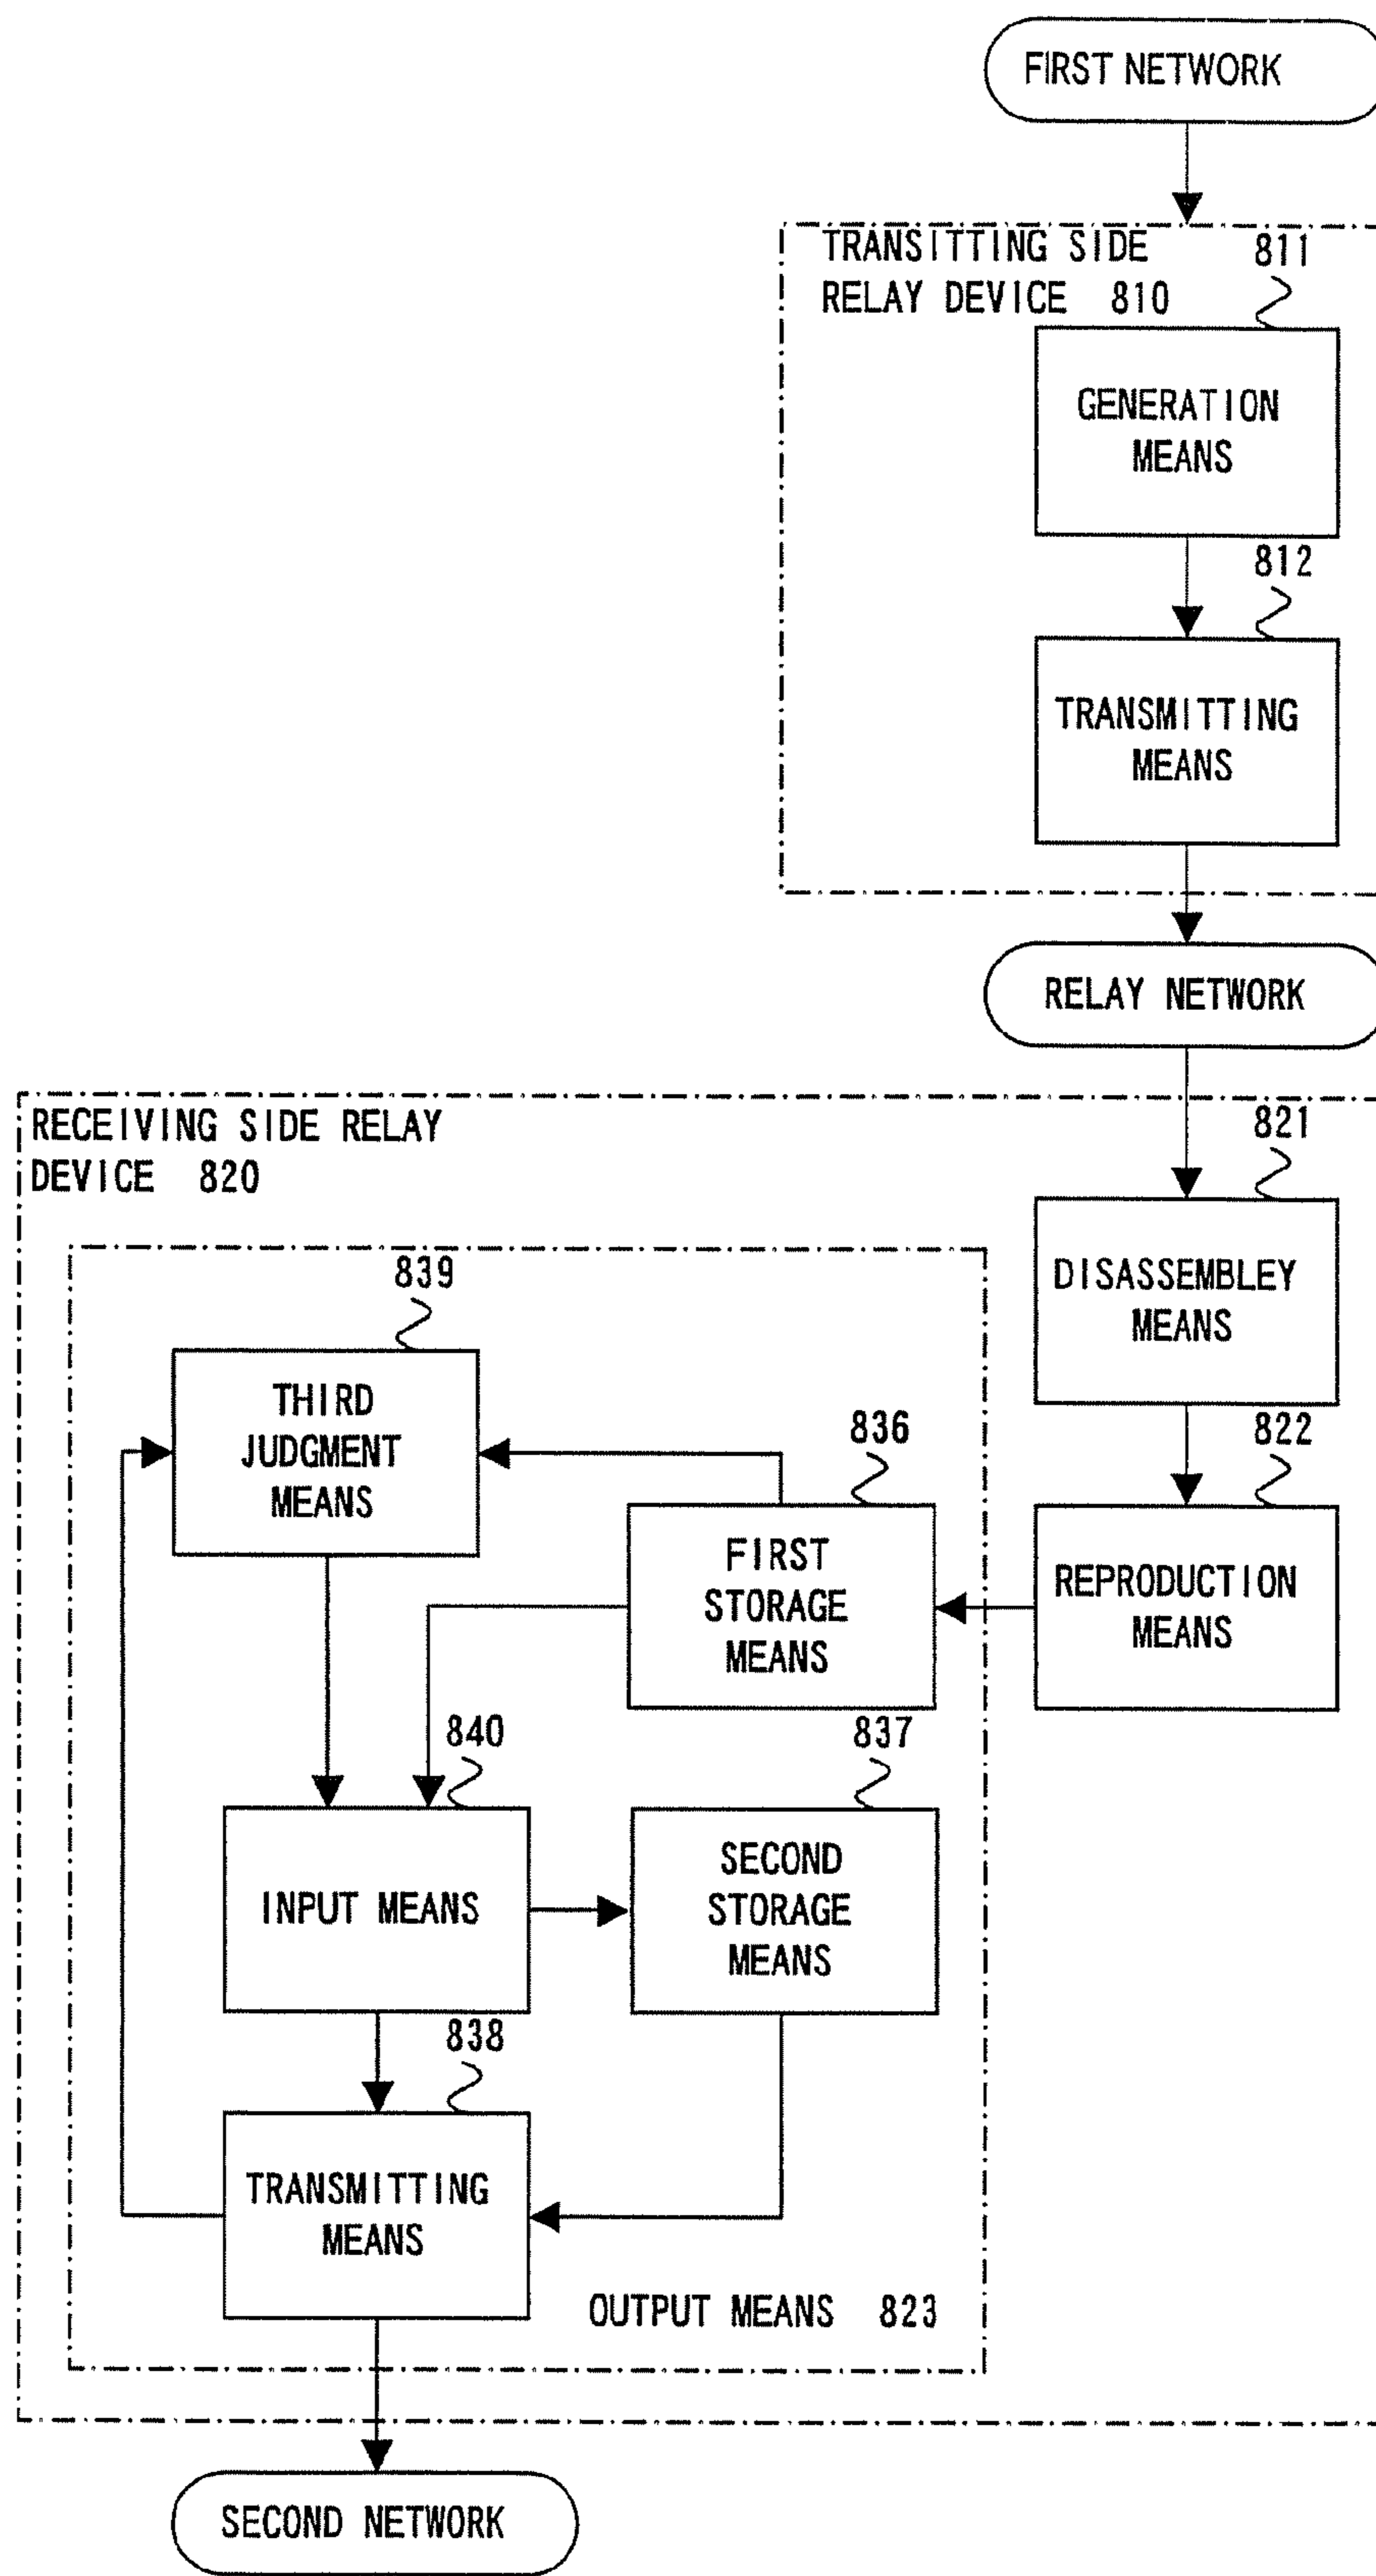 FIRST NETWORK
TRANSITTING SIDE
RELAY DEVICE 810
811
GENERATION
MEANS
812
TRANSMITTING
MEANS
RELAY NETWORK
RECEIVING SIDE RELAY
DEVICE 820
821
DISASSEMBLEY
MEANS
822
REPRODUCTION
MEANS
839
THIRD
JUDGMENT
MEANS
836
FIRST
STORAGE
MEANS
840
INPUT MEANS
837
SECOND
STORAGE
MEANS
838
TRANSMITTING
MEANS
OUTPUT MEANS 823
SECOND NETWORK